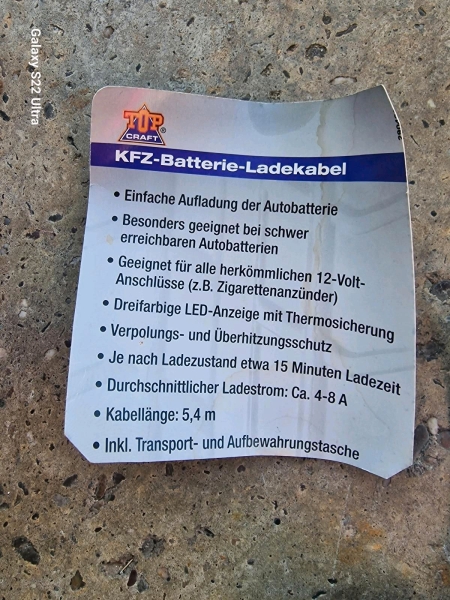 Galaxy S22 Ultra
TOP
CRAFT®
KFZ-Batterie-Ladekabel
• Einfache Aufladung der Autobatterie
• Besonders geeignet bei schwer
erreichbaren Autobatterien
• Geeignet für alle herkömmlichen 12-Volt-
Anschlüsse (z.B. Zigarettenanzünder)
• Dreifarbige LED-Anzeige mit Thermosicherung
• Verpolungs- und Überhitzungsschutz
• Je nach Ladezustand etwa 15 Minuten Ladezeit
• Durchschnittlicher Ladestrom: Ca. 4-8 A
• Kabellänge: 5,4 m
• Inkl. Transport- und Aufbewahrungstasche